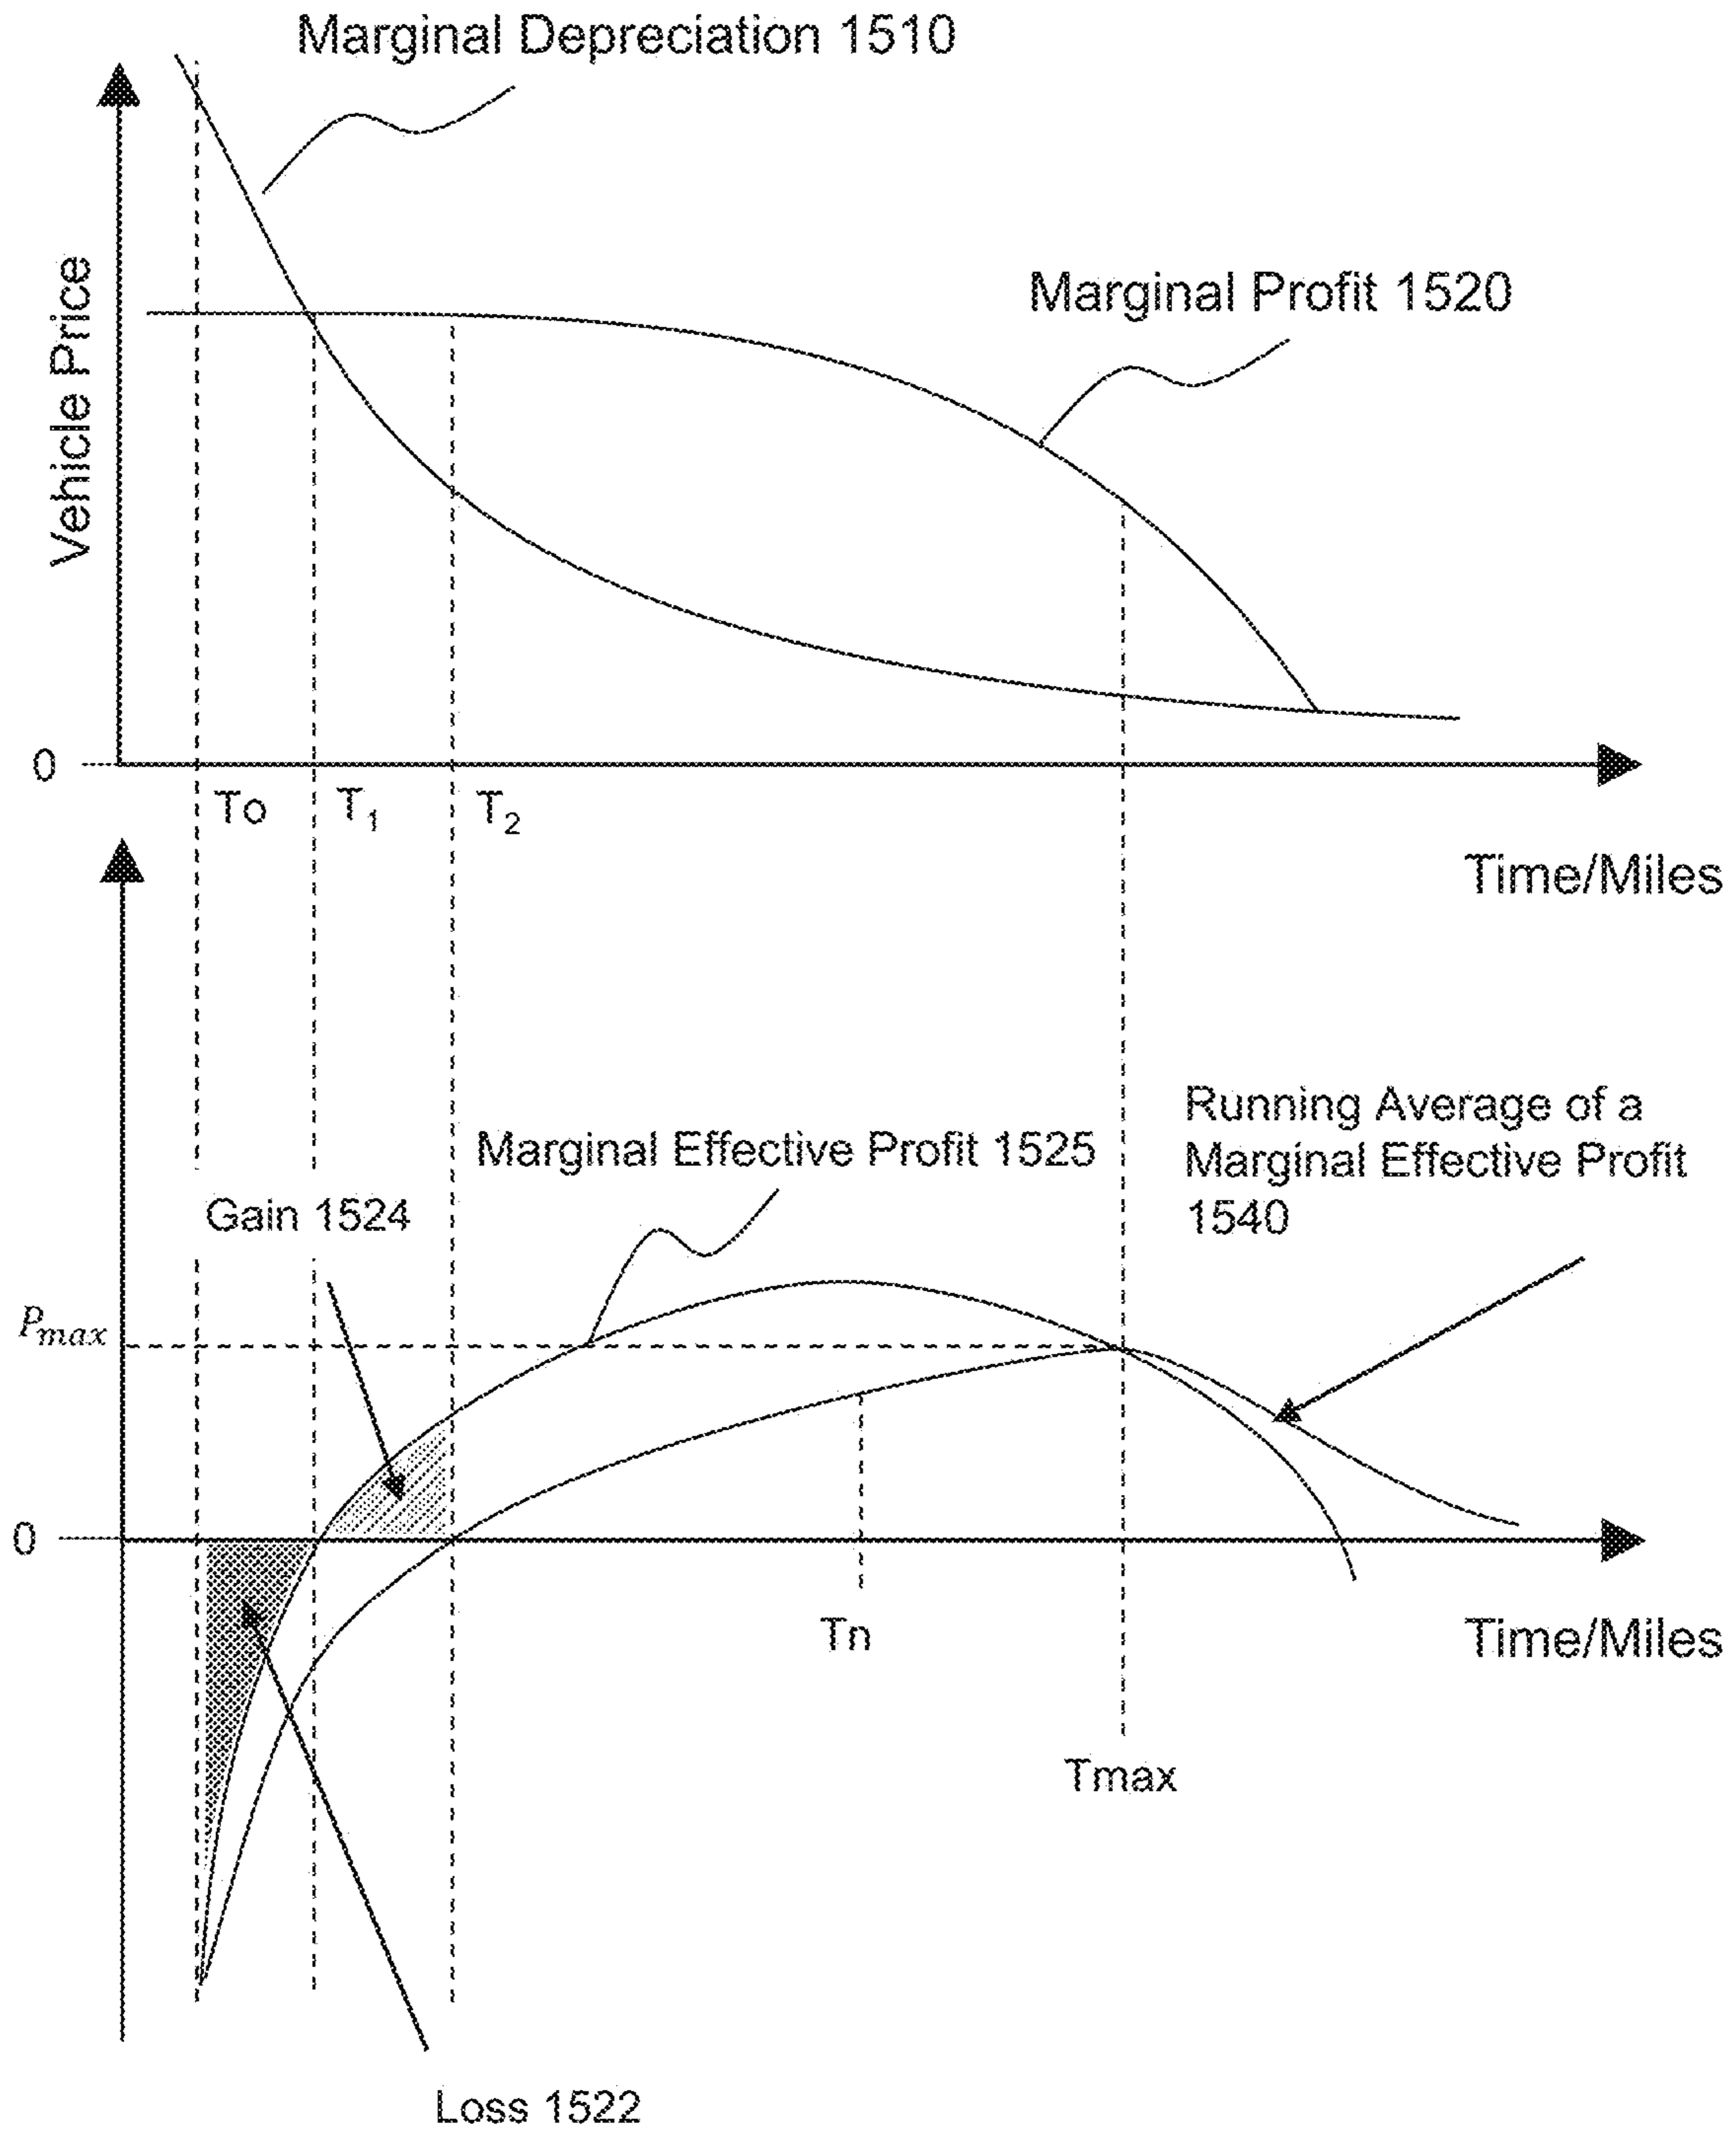 Marginal Depreciation 1510
Vehicle Price
Marginal Profit 1520
0
To
T1
T2
Time/Miles
Running Average of a
Marginal Effective Profit
1540
Marginal Effective Profit 1525
Gain 1524
Pmax
0
Tn
Time/Miles
Tmax
Loss 1522